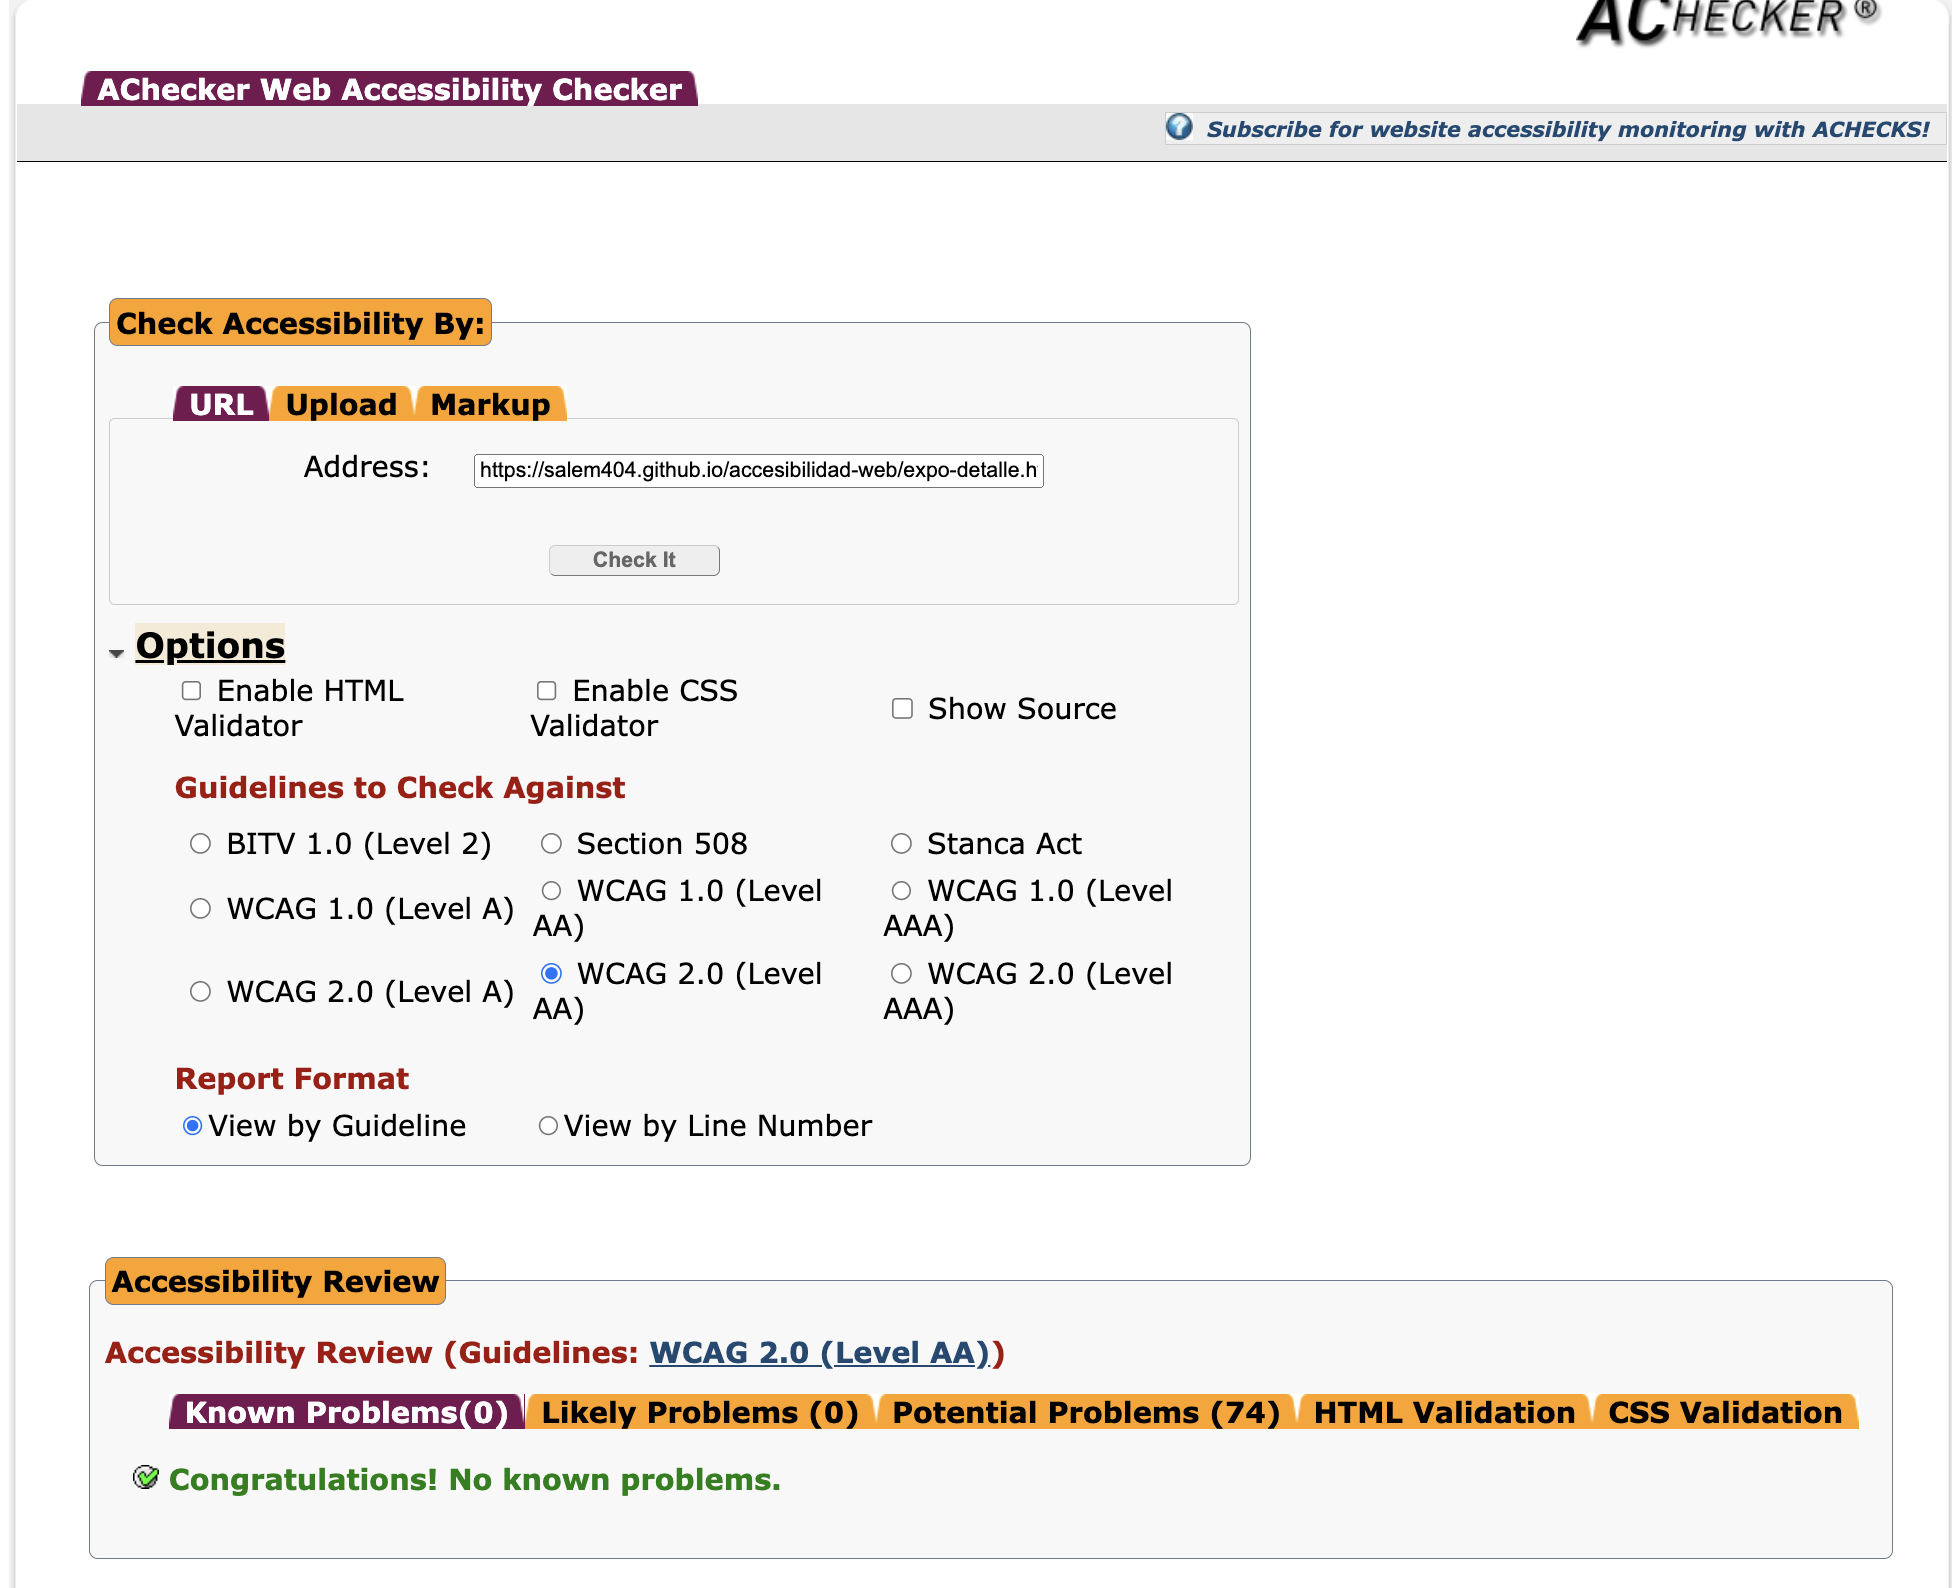 ACHECKER ®
AChecker Web Accessibility Checker
Subscribe for website accessibility monitoring with ACHECKS!
Check Accessibility By:
URL Upload Markup
Address: https://salem404.github.io/accesibilidad-web/expo-detalle.h
Check It
Options
Enable HTML Validator
Enable CSS Validator
Show Source
Guidelines to Check Against
BITV 1.0 (Level 2) Section 508 Stanca Act
WCAG 1.0 (Level A) WCAG 1.0 (Level AA) WCAG 1.0 (Level AAA)
WCAG 2.0 (Level A) WCAG 2.0 (Level AA) WCAG 2.0 (Level AAA)
Report Format
View by Guideline View by Line Number
Accessibility Review
Accessibility Review (Guidelines: WCAG 2.0 (Level AA))
Known Problems(0) Likely Problems (0) Potential Problems (74) HTML Validation CSS Validation
Congratulations! No known problems.